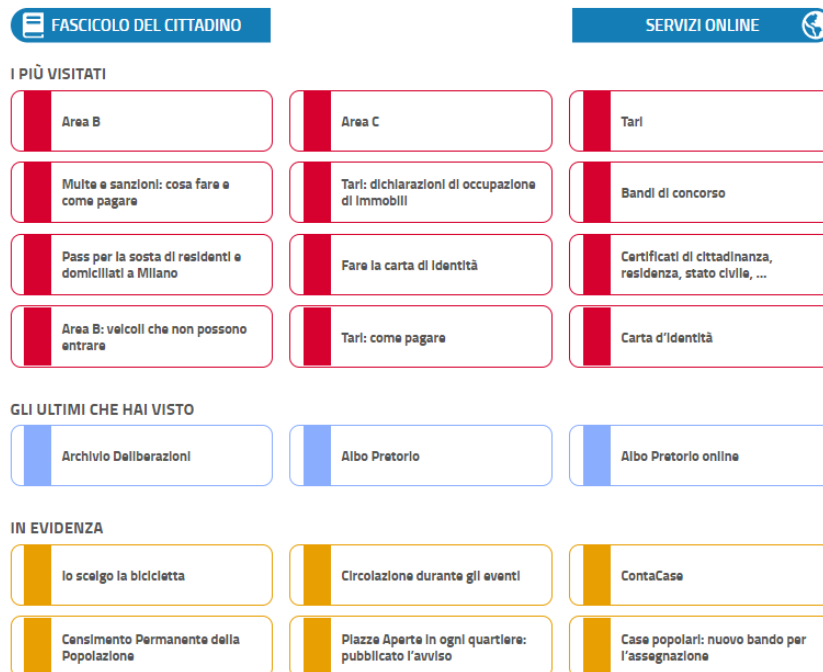 FASCICOLO DEL CITTADINO
SERVIZI ONLINE
I PIÙ VISITATI
Area B
Area C
Tari
Multe e sanzioni: cosa fare e
come pagare
Tari: dichiarazioni di occupazione
di immobili
Bandi di concorso
Pass per la sosta di residenti e
domiciliati a Milano
Fare la carta di identità
Certificati di cittadinanza,
residenza, stato civile, ...
Area B: veicoli che non possono
entrare
Tari: come pagare
Carta d'identità
GLI ULTIMI CHE HAI VISTO
Archivio Deliberazioni
Albo Pretorio
Albo Pretorio online
IN EVIDENZA
Io scelgo la bicicletta
Circolazione durante gli eventi
ContaCase
Censimento Permanente della
Popolazione
Piazze Aperte in ogni quartiere:
pubblicato l'avviso
Case popolari: nuovo bando per
l'assegnazione